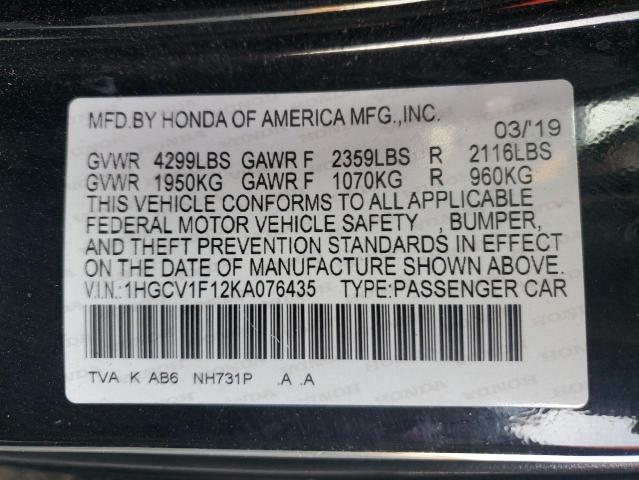 MFD.BY HONDA OF AMERICA MFG.,INC. 03/'19
GVWR 4299LBS GAWR F 2359LBS R 2116LBS
GVWR 1950KG GAWR F 1070KG R 960KG
THIS VEHICLE CONFORMS TO ALL APPLICABLE
FEDERAL MOTOR VEHICLE SAFETY , BUMPER,
AND THEFT PREVENTION STANDARDS IN EFFECT
ON THE DATE OF MANUFACTURE SHOWN ABOVE.
V.I.N.:1HGCV1F12KA076435 TYPE:PASSENGER CAR
TVA K AB6 NH731P .A .A